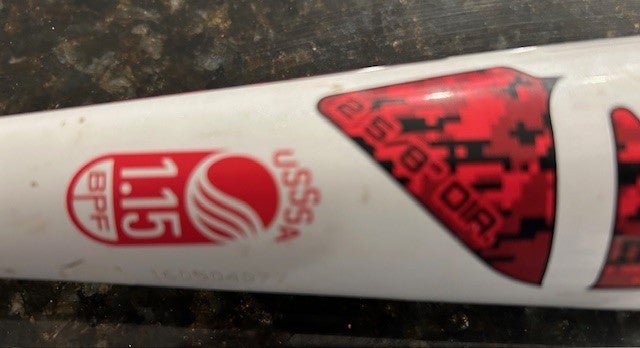 USSSA
1.15
BPF
2 5/8" DIA.